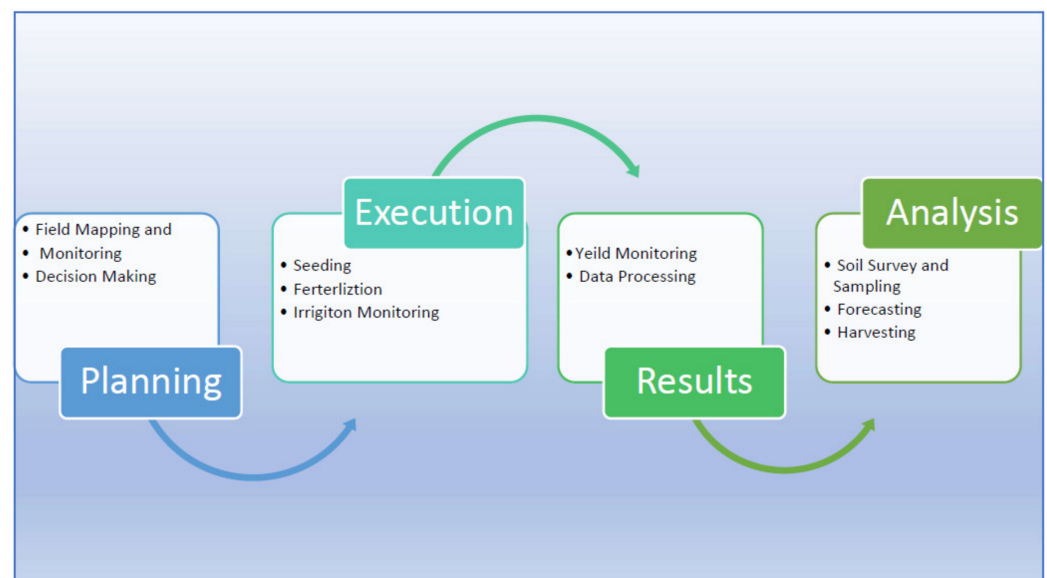 • Field Mapping and
• Monitoring
• Decision Making
Planning
Execution
• Seeding
• Ferterliztion
• Irrigiton Monitoring
•Yeild Monitoring
• Data Processing
Results
Analysis
• Soil Survey and
Sampling
• Forecasting
• Harvesting